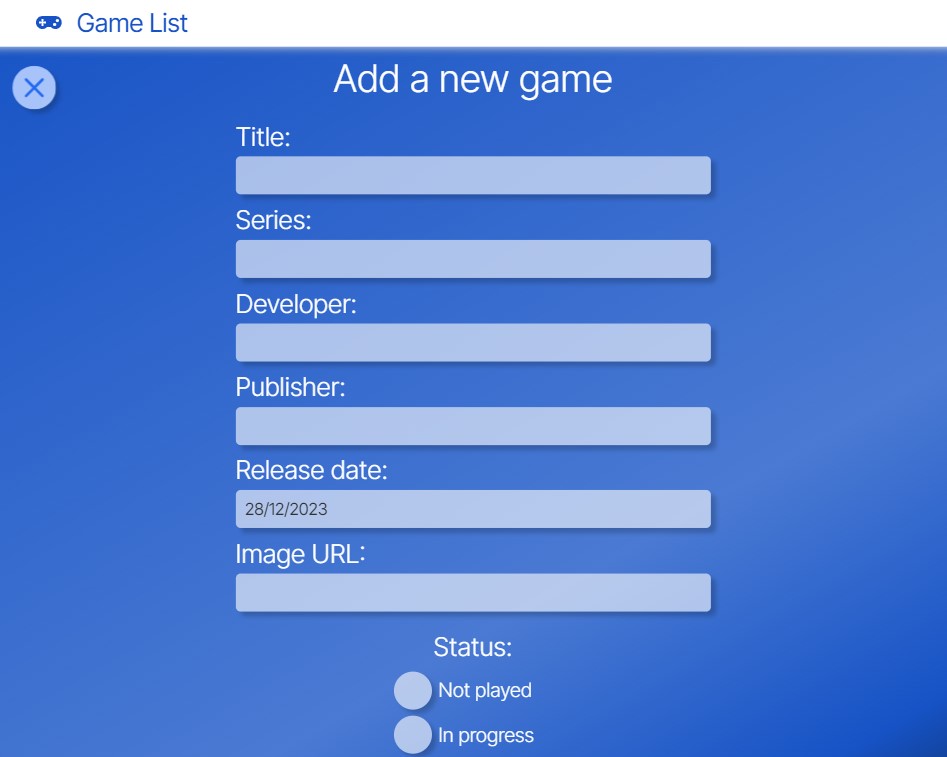 Game List
Add a new game
Title:
Series:
Developer:
Publisher:
Release date:
28/12/2023
Image URL:
Status:
Not played
In progress